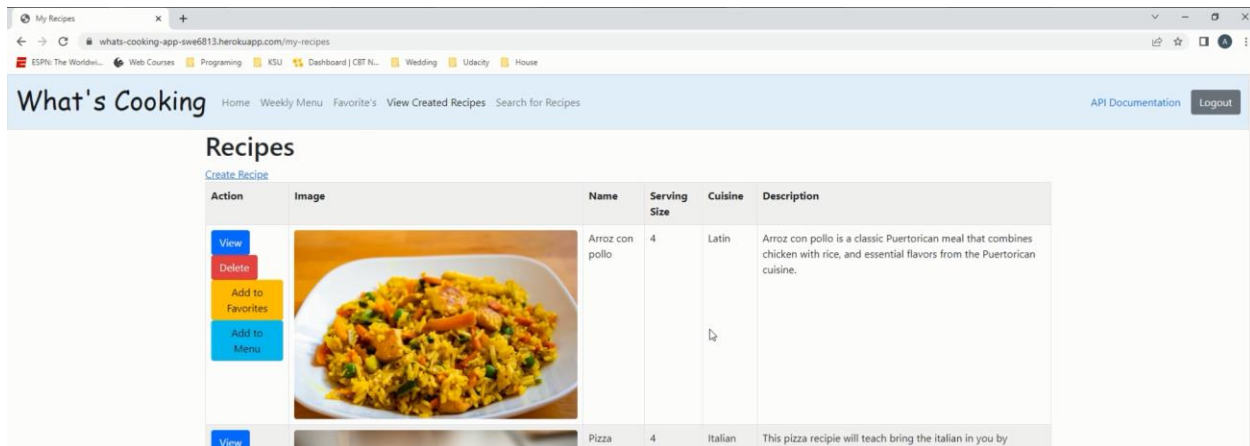 My Recipes
whats-cooking-app-swe6813.herokuapp.com/my-recipes
ESPN: The Worldwi... Web Courses Programing KSU Dashboard | CBT N... Wedding Udacity House
What's Cooking Home Weekly Menu Favorite's View Created Recipes Search for Recipes API Documentation Logout
Recipes
Create Recipe
Action Image Name Serving Size Cuisine Description
View
Delete
Add to
Favorites
Add to
Menu
Arroz con
pollo
4
Latin
Arroz con pollo is a classic Puertorican meal that combines
chicken with rice, and essential flavors from the Puertorican
cuisine.
View Pizza 4 Italian This pizza recipie will teach bring the italian in you by